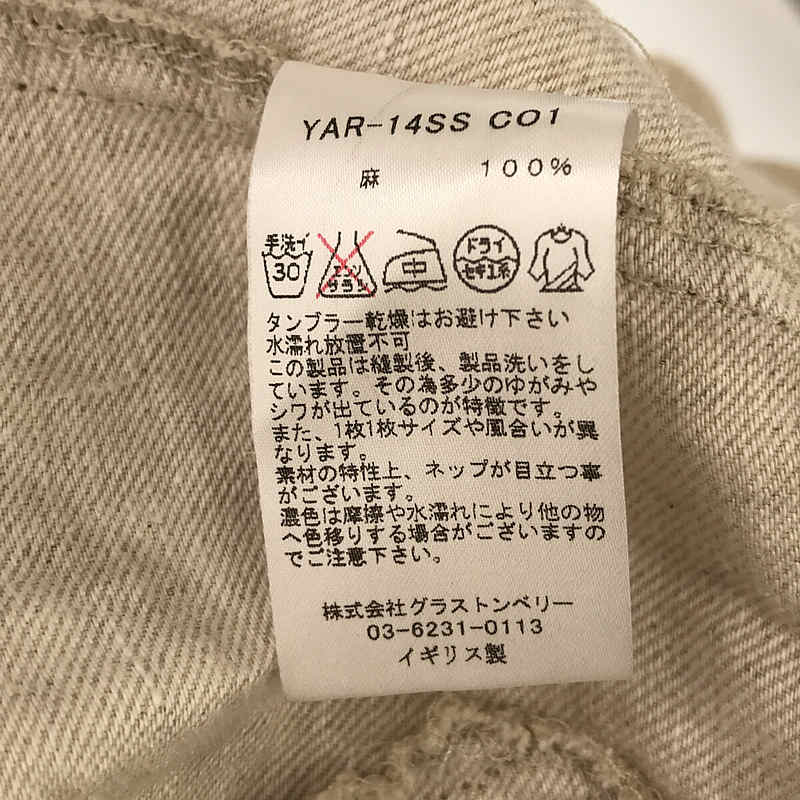 YAR-14SS CO1
麻 100%
手洗イ
30
エンソ
サラシ
中
ドライ
セキユ系
タンブラー乾燥はお避け下さい
水濡れ放置不可
この製品は縫製後、製品洗いをし
ています。その為多少のゆがみや
シワが出ているのが特徴です。
また、1枚1枚サイズや風合いが異
なります。
素材の特性上、ネップが目立つ事
がございます。
濃色は摩擦や水濡れにより他の物
へ色移りする場合がございますの
でご注意下さい。
株式会社グラストンベリー
03-6231-0113
イギリス製